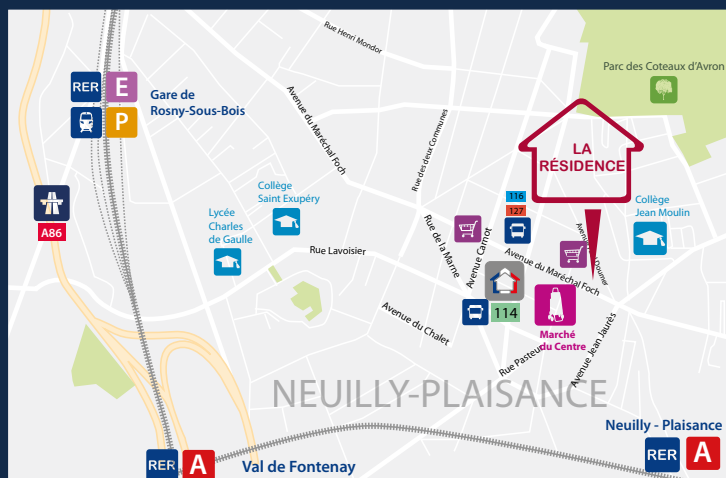 Rue Henri Mondor
Parc des Coteaux d'Avron
RER E
P
Gare de
Rosny-Sous-Bois
Avenue du Maréchal Foch
Rue des deux Communes
LA
RÉSIDENCE
A86
Collège
Saint Exupéry
Lycée
Charles
de Gaulle
116
127
Collège
Jean Moulin
Rue Lavoisier
Rue de la Marne
Avenue Carnot
Avenue du Maréchal Foch
Doumer
114
Avenue du Chalet
Marché
du Centre
Rue Pasteur
Avenue Jean Jaurès
NEUILLY-PLAISANCE
Neuilly - Plaisance
RER A
RER A
Val de Fontenay